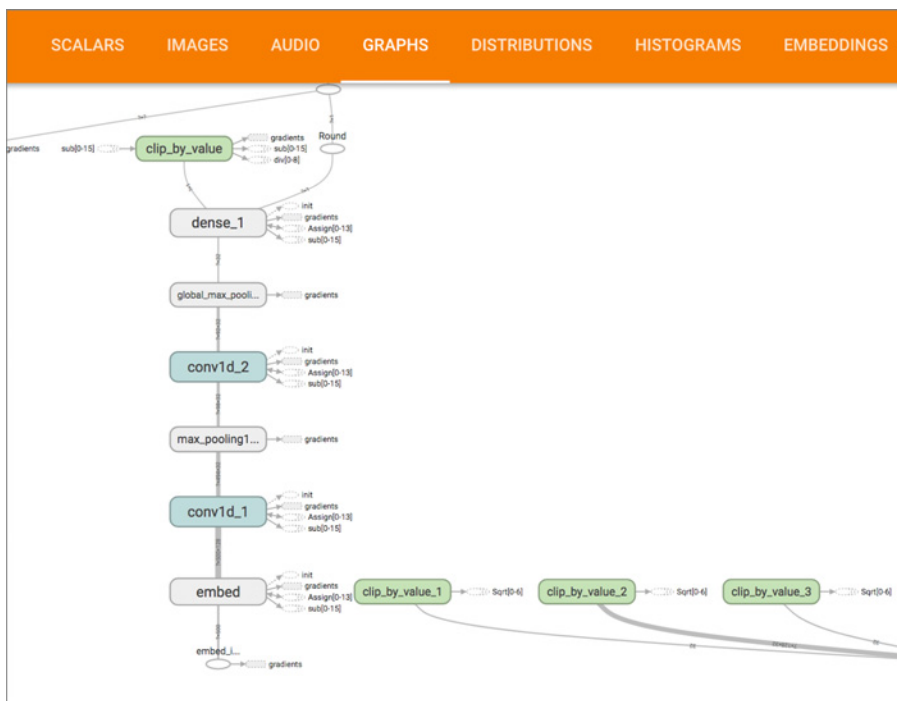 SCALARS IMAGES AUDIO GRAPHS DISTRIBUTIONS HISTOGRAMS EMBEDDINGS
Round
gradients
sub[0-15]
clip_by_value
gradients
sub[0-15]
div[0-8]
dense_1
init
gradients
Assign[0-13]
sub[0-15]
global_max_pooli...
gradients
conv1d_2
init
gradients
Assign[0-13]
sub[0-15]
max_pooling1...
gradients
conv1d_1
init
gradients
Assign[0-13]
sub[0-15]
embed
init
gradients
Assign[0-13]
sub[0-15]
clip_by_value_1
Sqrt[0-6]
clip_by_value_2
Sqrt[0-6]
clip_by_value_3
Sqrt[0-6]
embed_i...
gradients